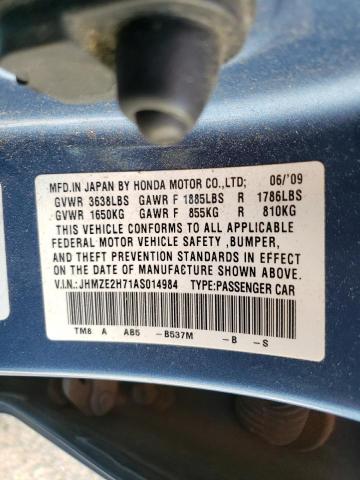 MFD.IN JAPAN BY HONDA MOTOR CO.,LTD; 06/'09
GVWR 3638LBS GAWR F 1885LBS R 1786LBS
GVWR 1650KG GAWR F 855KG R 810KG
THIS VEHICLE CONFORMS TO ALL APPLICABLE
FEDERAL MOTOR VEHICLE SAFETY ,BUMPER,
AND THEFT PREVENTION STANDARDS IN EFFECT
ON THE DATE OF MANUFACTURE SHOWN ABOVE.
V.I.N.:JHMZE2H71AS014984 TYPE:PASSENGER CAR
TM8 A AB5 -B537M -B -S